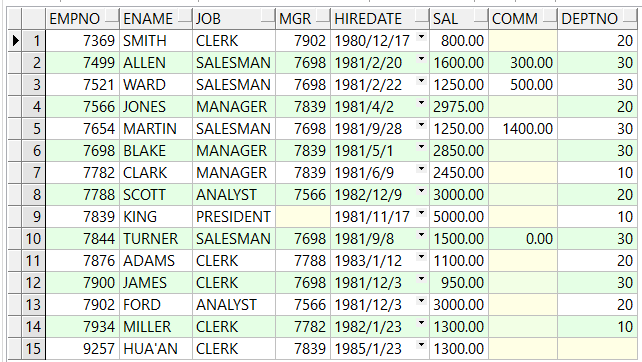 EMPNO ENAME JOB MGR HIREDATE SAL COMM DEPTNO
1 7369 SMITH CLERK 7902 1980/12/17 800.00 20
2 7499 ALLEN SALESMAN 7698 1981/2/20 1600.00 300.00 30
3 7521 WARD SALESMAN 7698 1981/2/22 1250.00 500.00 30
4 7566 JONES MANAGER 7839 1981/4/2 2975.00 20
5 7654 MARTIN SALESMAN 7698 1981/9/28 1250.00 1400.00 30
6 7698 BLAKE MANAGER 7839 1981/5/1 2850.00 30
7 7782 CLARK MANAGER 7839 1981/6/9 2450.00 10
8 7788 SCOTT ANALYST 7566 1982/12/9 3000.00 20
9 7839 KING PRESIDENT 1981/11/17 5000.00 10
10 7844 TURNER SALESMAN 7698 1981/9/8 1500.00 0.00 30
11 7876 ADAMS CLERK 7788 1983/1/12 1100.00 20
12 7900 JAMES CLERK 7698 1981/12/3 950.00 30
13 7902 FORD ANALYST 7566 1981/12/3 3000.00 20
14 7934 MILLER CLERK 7782 1982/1/23 1300.00 10
15 9257 HUA'AN CLERK 7839 1985/1/23 1300.00